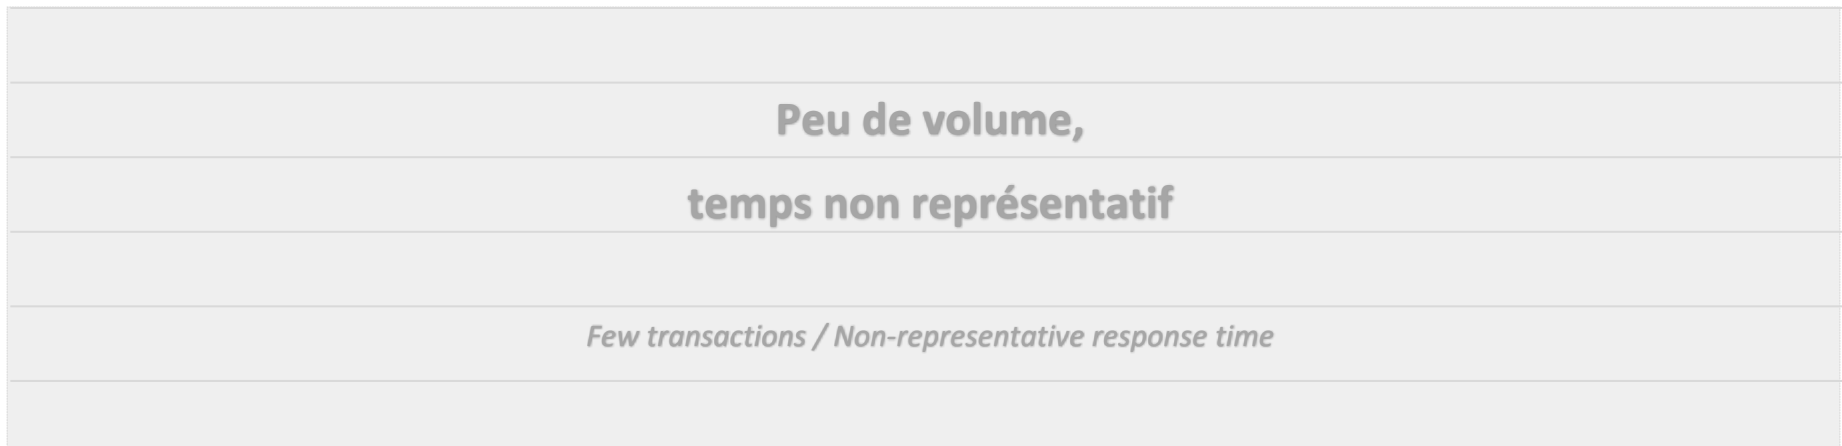 Peu de volume,
temps non représentatif
Few transactions / Non-representative response time